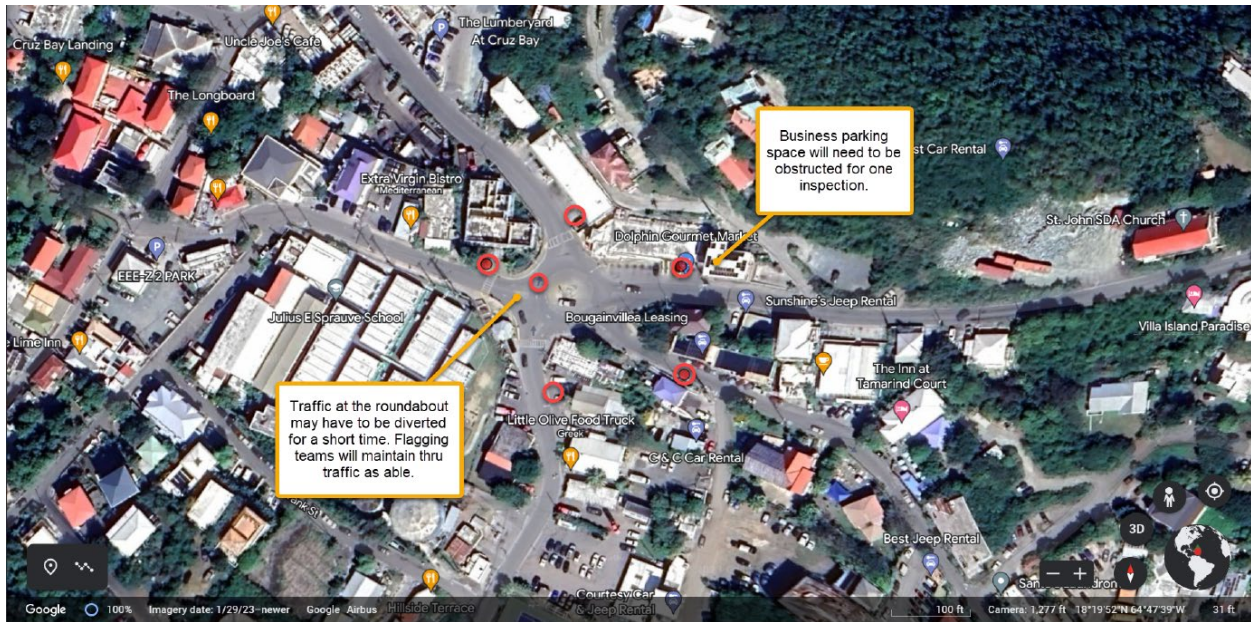 The Lumberyard
At Cruz Bay
Cruz Bay Landing
Uncle Joe's Cafe
The Longboard
Business parking
space will need to be
obstructed for one
inspection.
st Car Rental
Extra Virgin Bistro
Mediterranean
St. John SDA Church
Dolphin Gourmet Market
EEE-Z 2 PARK
Sunshine's Jeep Rental
Julius E Sprauve School
Bougainvillea Leasing
Villa Island Paradise
e Lime Inn
The Inn at
Tamarind Court
Traffic at the roundabout
may have to be diverted
for a short time. Flagging
teams will maintain thru
traffic as able.
Little Olive Food Truck
Greek
C & C Car Rental
ank St
3D
Best Jeep Rental
San
dron
Courtesy Car
& Jeep Rental
Hillside Terrace
Google
100%
Imagery date: 1/29/23–newer
Google Airbus
100 ft
Camera: 1,277 ft 18°19'52"N 64°47'39"W
31 ft